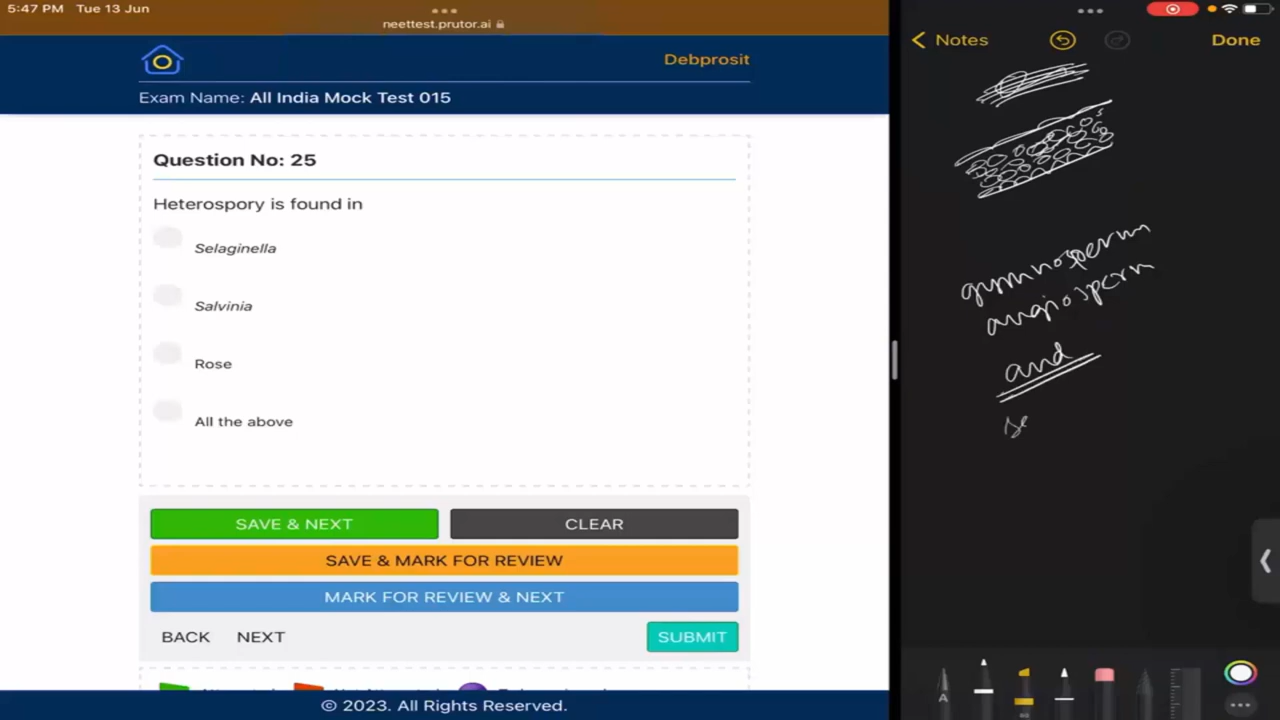 5:47 PM Tue 13 Jun
neettest.prutor.ai
Debprosit
Exam Name: All India Mock Test 015
Question No: 25
Heterospory is found in
Selaginella
Salvinia
Rose
All the above
SAVE & NEXT
CLEAR
SAVE & MARK FOR REVIEW
MARK FOR REVIEW & NEXT
BACK
NEXT
SUBMIT
© 2023. All Rights Reserved.
Notes
Done
gymnosperm
angiosperm
and
se
A